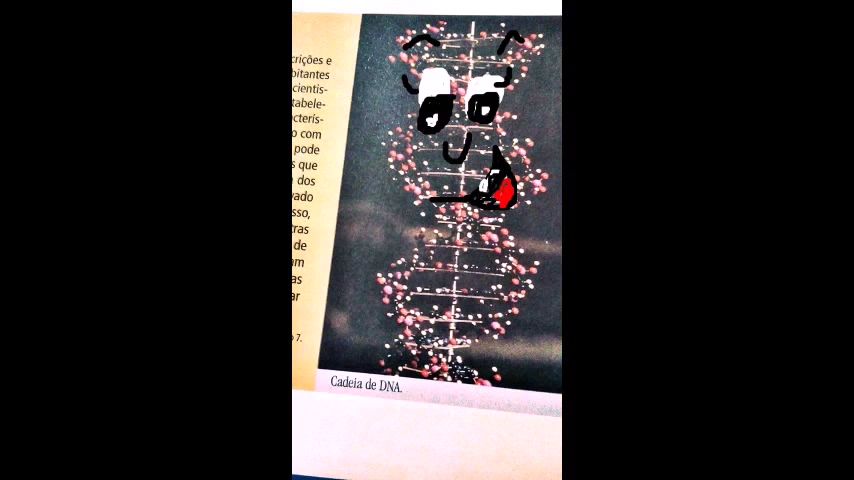 crições e
bitantes
cientis-
tabele-
acterís-
o com
pode
s que
dos
vado
sso,
tras
de
am
as
ar
o 7.
Cadeia de DNA.